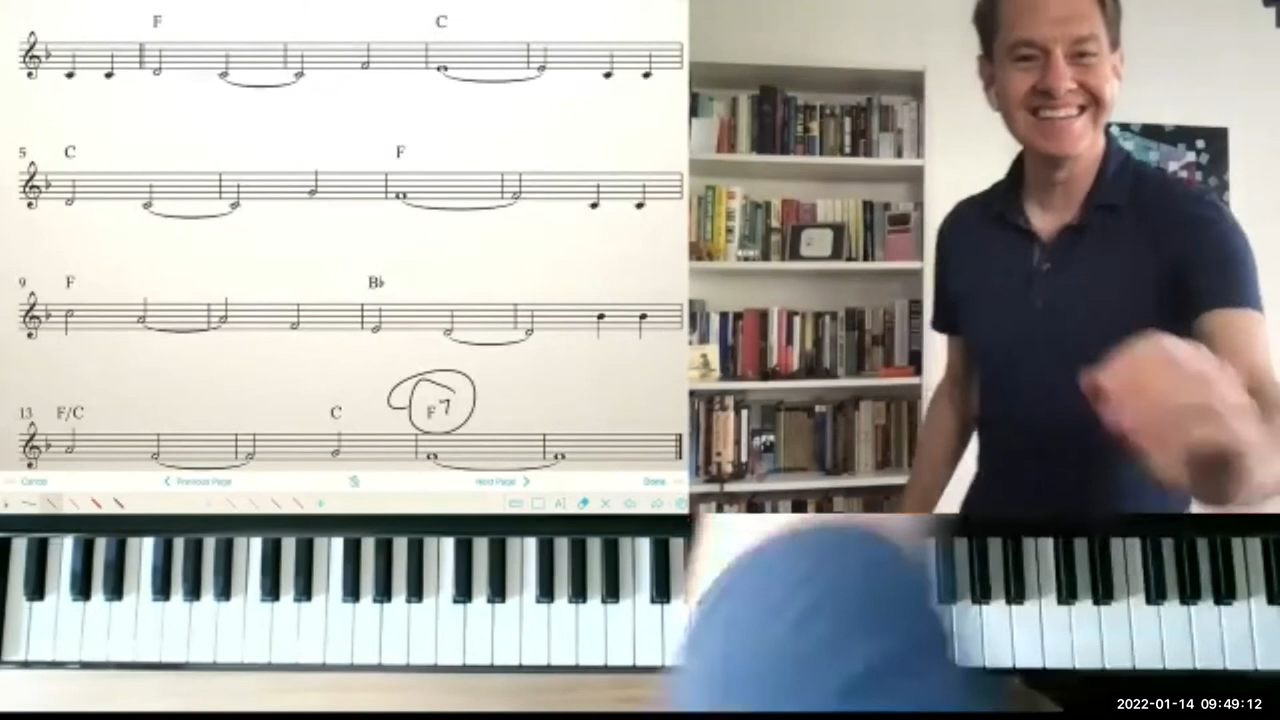 F C
5 C F
9 F B♭
13 F/C C F7
Cancel Previous Page Next Page Done
2022-01-14 09:49:12